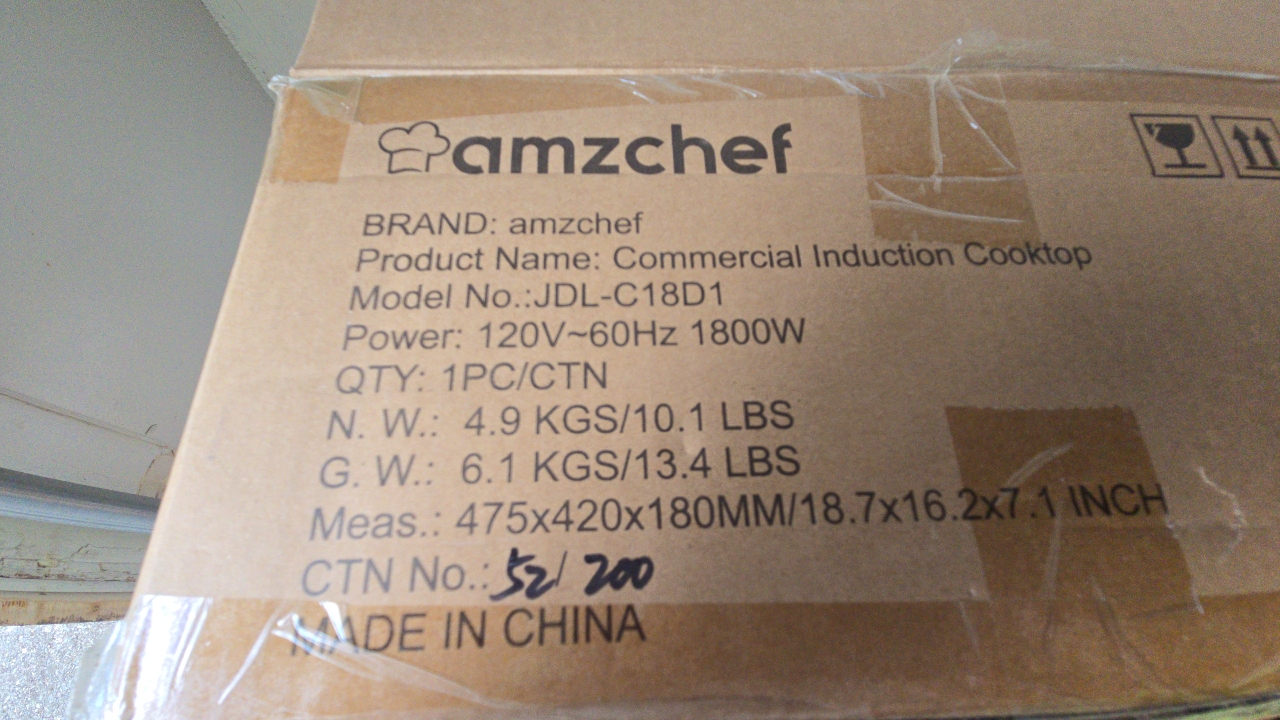 amzchef
BRAND: amzchef
Product Name: Commercial Induction Cooktop
Model No.:JDL-C18D1
Power: 120V~60Hz 1800W
QTY: 1PC/CTN
N. W.: 4.9 KGS/10.1 LBS
G. W.: 6.1 KGS/13.4 LBS
Meas.: 475x420x180MM/18.7x16.2x7.1 INCH
CTN No.: 52/ 200
MADE IN CHINA